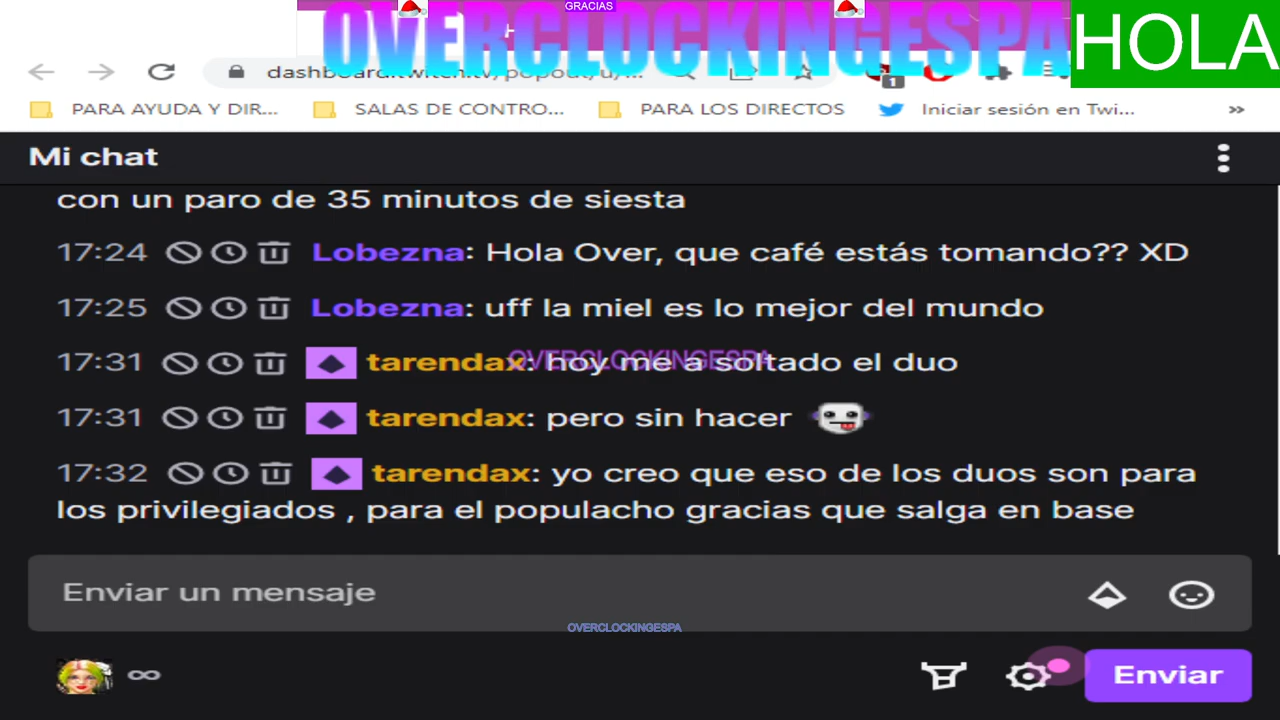 GRACIAS
OVERCLOCKINGESPA
HOLA
1
PARA AYUDA Y DIR...
SALAS DE CONTRO...
PARA LOS DIRECTOS
Iniciar sesión en Twi...
»
Mi chat
con un paro de 35 minutos de siesta
17:24 Lobezna: Hola Over, que café estás tomando?? XD
17:25 Lobezna: uff la miel es lo mejor del mundo
17:31 tarendax: hoy me a soltado el duo
OVERCLOCKINGESPA
17:31 tarendax: pero sin hacer
17:32 tarendax: yo creo que eso de los duos son para
los privilegiados , para el populacho gracias que salga en base
Enviar un mensaje
OVERCLOCKINGESPA
∞
Enviar